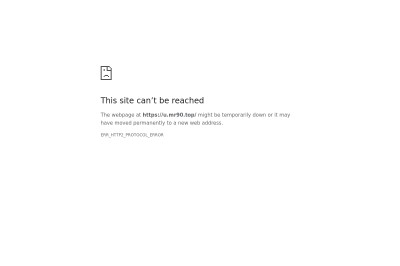 This site can’t be reached
The webpage at https://u.mr90.top/ might be temporarily down or it may
have moved permanently to a new web address.
ERR_HTTP2_PROTOCOL_ERROR